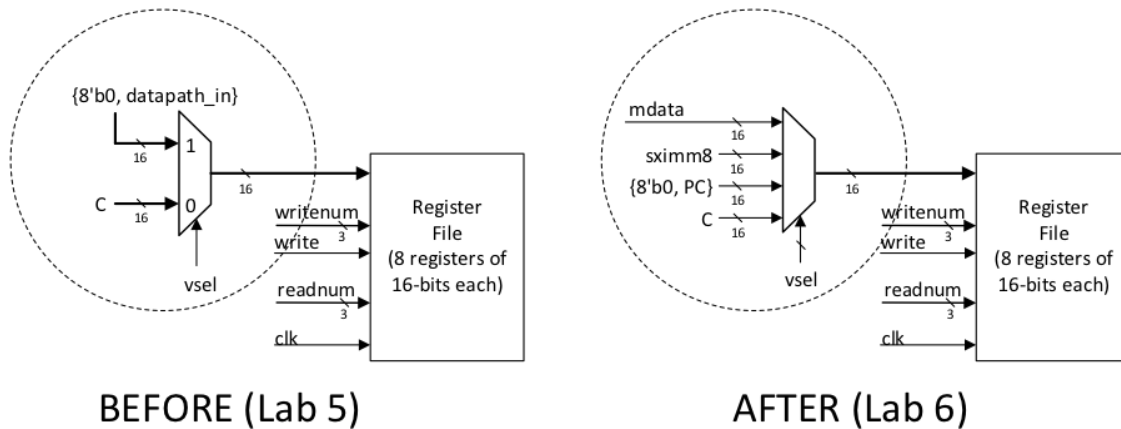 {8'b0, datapath_in}
16
1
16
C
16
0
vsel
writenum
3
write
readnum
3
clk
Register
File
(8 registers of
16-bits each)
BEFORE (Lab 5)
mdata
16
sximm8
16
{8'b0, PC}
16
C
16
16
vsel
writenum
3
write
readnum
3
clk
Register
File
(8 registers of
16-bits each)
AFTER (Lab 6)